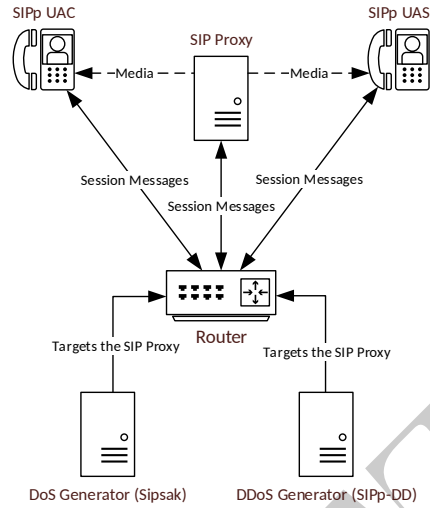 SIPp UAC
SIPp UAS
SIP Proxy
Media
Media
Session Messages
Session Messages
Session Messages
Router
Targets the SIP Proxy
Targets the SIP Proxy
DoS Generator (Sipsak)
DDoS Generator (SIPp-DD)